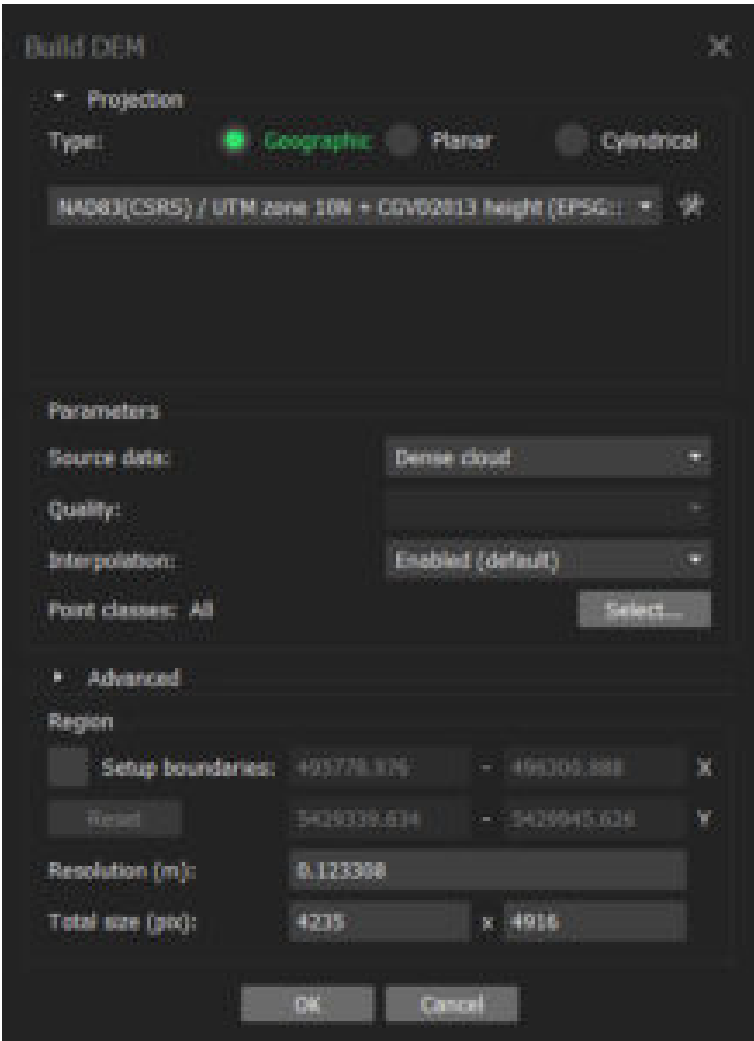 Build DEM
Projection
Type: Geographic Planar Cylindrical
NAD83(CSRS) / UTM zone 10N + CGVD2013 height (EPSG::
Parameters
Source data: Dense cloud
Quality:
Interpolation: Enabled (default)
Point classes: All Select...
Advanced
Region
Setup boundaries: - X
Reset - Y
Resolution (m): 0.123308
Total size (pix): 4235 x 4916
OK Cancel